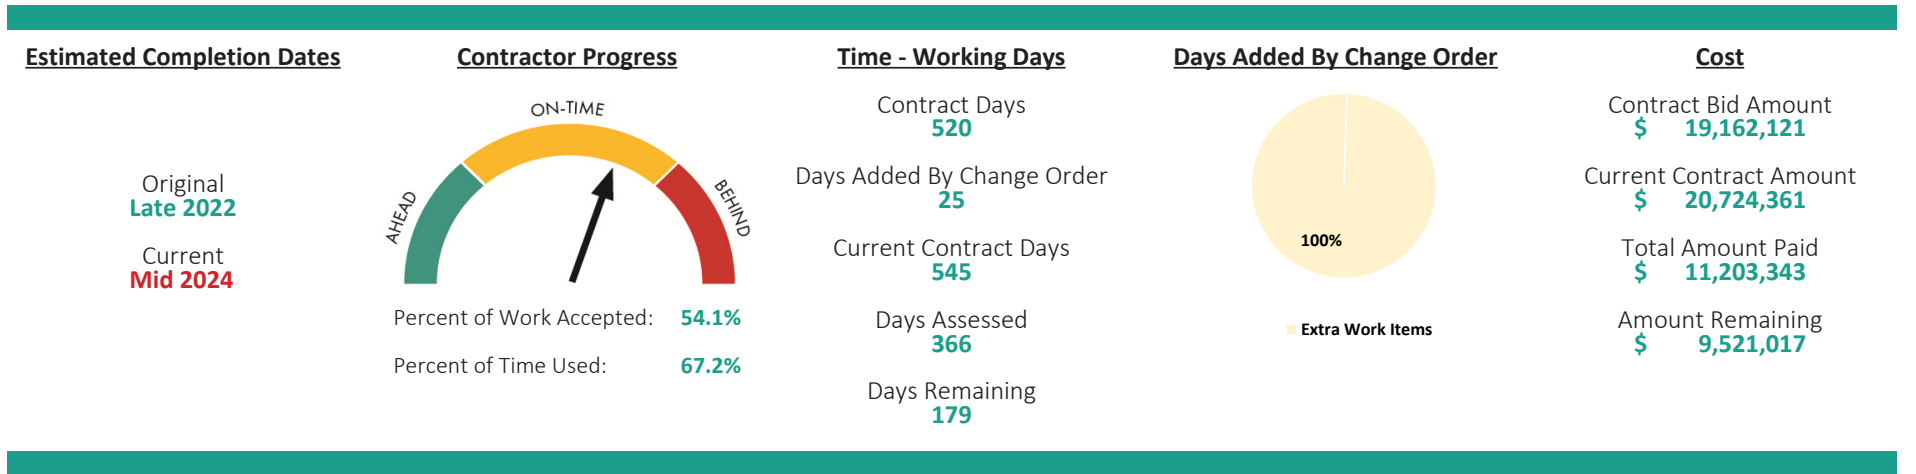 Estimated Completion Dates
Original
Late 2022
Current
Mid 2024
Contractor Progress
ON-TIME
AHEAD
BEHIND
Percent of Work Accepted: 54.1%
Percent of Time Used: 67.2%
Time - Working Days
Contract Days
520
Days Added By Change Order
25
Current Contract Days
545
Days Assessed
366
Days Remaining
179
Days Added By Change Order
100%
Extra Work Items
Cost
Contract Bid Amount
$ 19,162,121
Current Contract Amount
$ 20,724,361
Total Amount Paid
$ 11,203,343
Amount Remaining
$ 9,521,017